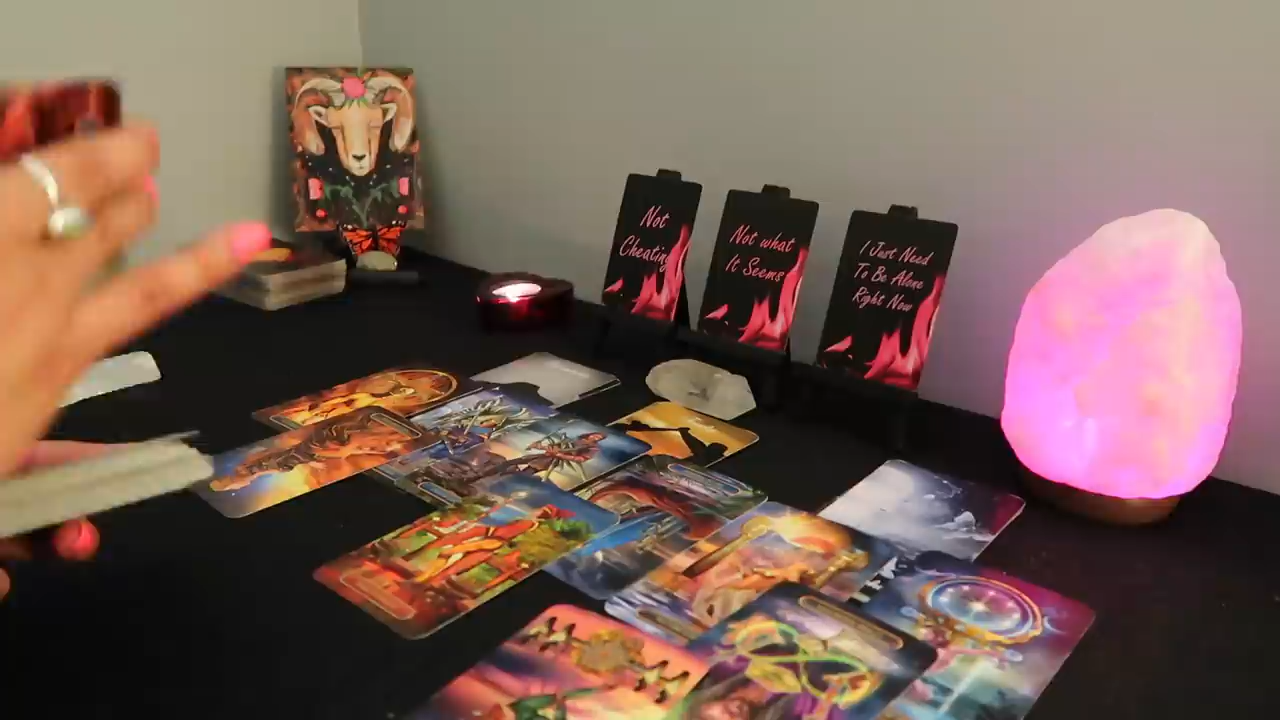 Not
Cheating
Not what
It Seems
I Just Need
To Be Alone
Right Now